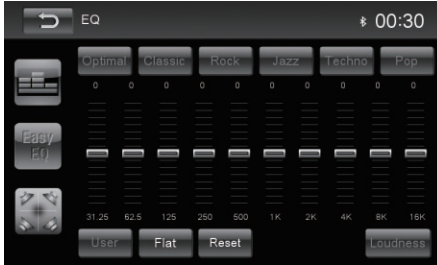 EQ 00:30
Optimal Classic Rock Jazz Techno Pop
0 0 0 0 0 0 0 0 0 0
Easy
EQ
31.25 62.5 125 250 500 1K 2K 4K 8K 16K
User Flat Reset Loudness